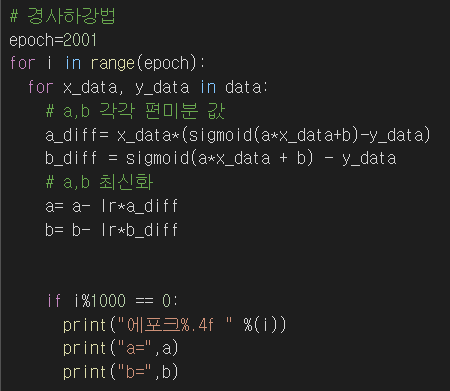 # 경사하강법
epoch=2001
for i in range(epoch):
  for x_data, y_data in data:
    # a,b 각각 편미분 값
    a_diff= x_data*(sigmoid(a*x_data+b)-y_data)
    b_diff = sigmoid(a*x_data + b) - y_data
    # a,b 최신화
    a= a- lr*a_diff
    b= b- lr*b_diff
    if i%1000 == 0:
      print("에포크%.4f " %(i))
      print("a=",a)
      print("b=",b)